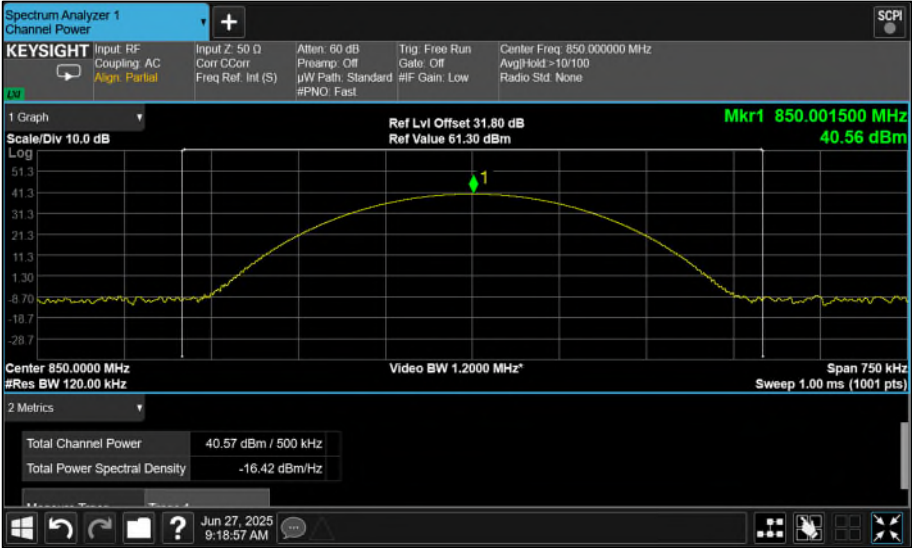 Spectrum Analyzer 1
Channel Power
+
SCPI
KEYSIGHT
LXI
Input: RF
Coupling: AC
Align: Partial
Input Z: 50 Ω
Corr CCorr
Freq Ref: Int (S)
Atten: 60 dB
Preamp: Off
µW Path: Standard
#PNO: Fast
Trig: Free Run
Gate: Off
#IF Gain: Low
Center Freq: 850.000000 MHz
Avg|Hold:>10/100
Radio Std: None
1 Graph
Scale/Div 10.0 dB
Ref Lvl Offset 31.80 dB
Ref Value 61.30 dBm
Mkr1 850.001500 MHz
40.56 dBm
Log
51.3
41.3
31.3
21.3
11.3
1.30
-8.70
-18.7
-28.7
1
Center 850.0000 MHz
#Res BW 120.00 kHz
Video BW 1.2000 MHz*
Span 750 kHz
Sweep 1.00 ms (1001 pts)
2 Metrics
Total Channel Power 40.57 dBm / 500 kHz
Total Power Spectral Density -16.42 dBm/Hz
?
Jun 27, 2025
9:18:57 AM